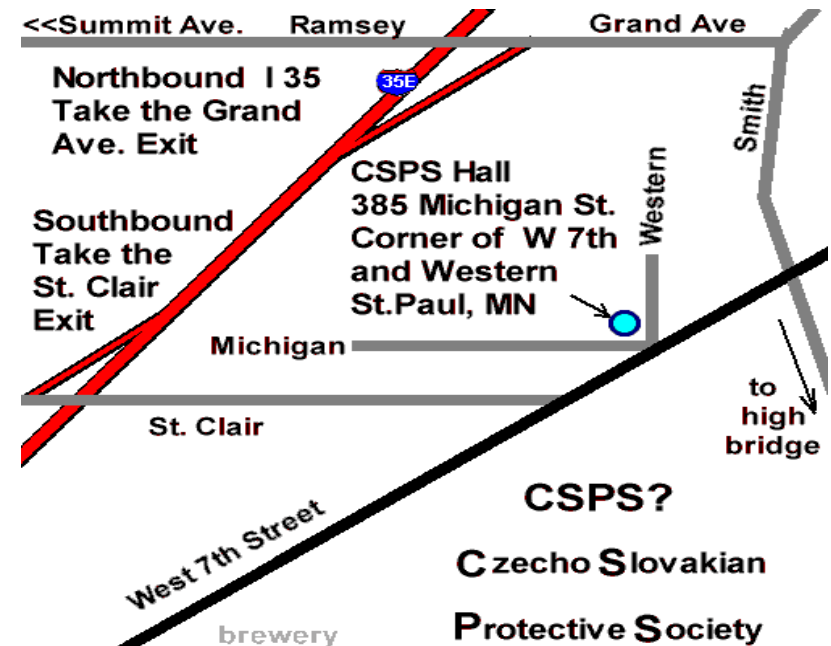 <<Summit Ave.
Ramsey
Grand Ave
Northbound I 35
Take the Grand
Ave. Exit
35E
Smith
CSPS Hall
385 Michigan St.
Corner of W 7th
and Western
St.Paul, MN
Western
Southbound
Take the
St. Clair
Exit
Michigan
St. Clair
to
high
bridge
West 7th Street
CSPS?
Czecho Slovakian
Protective Society
brewery